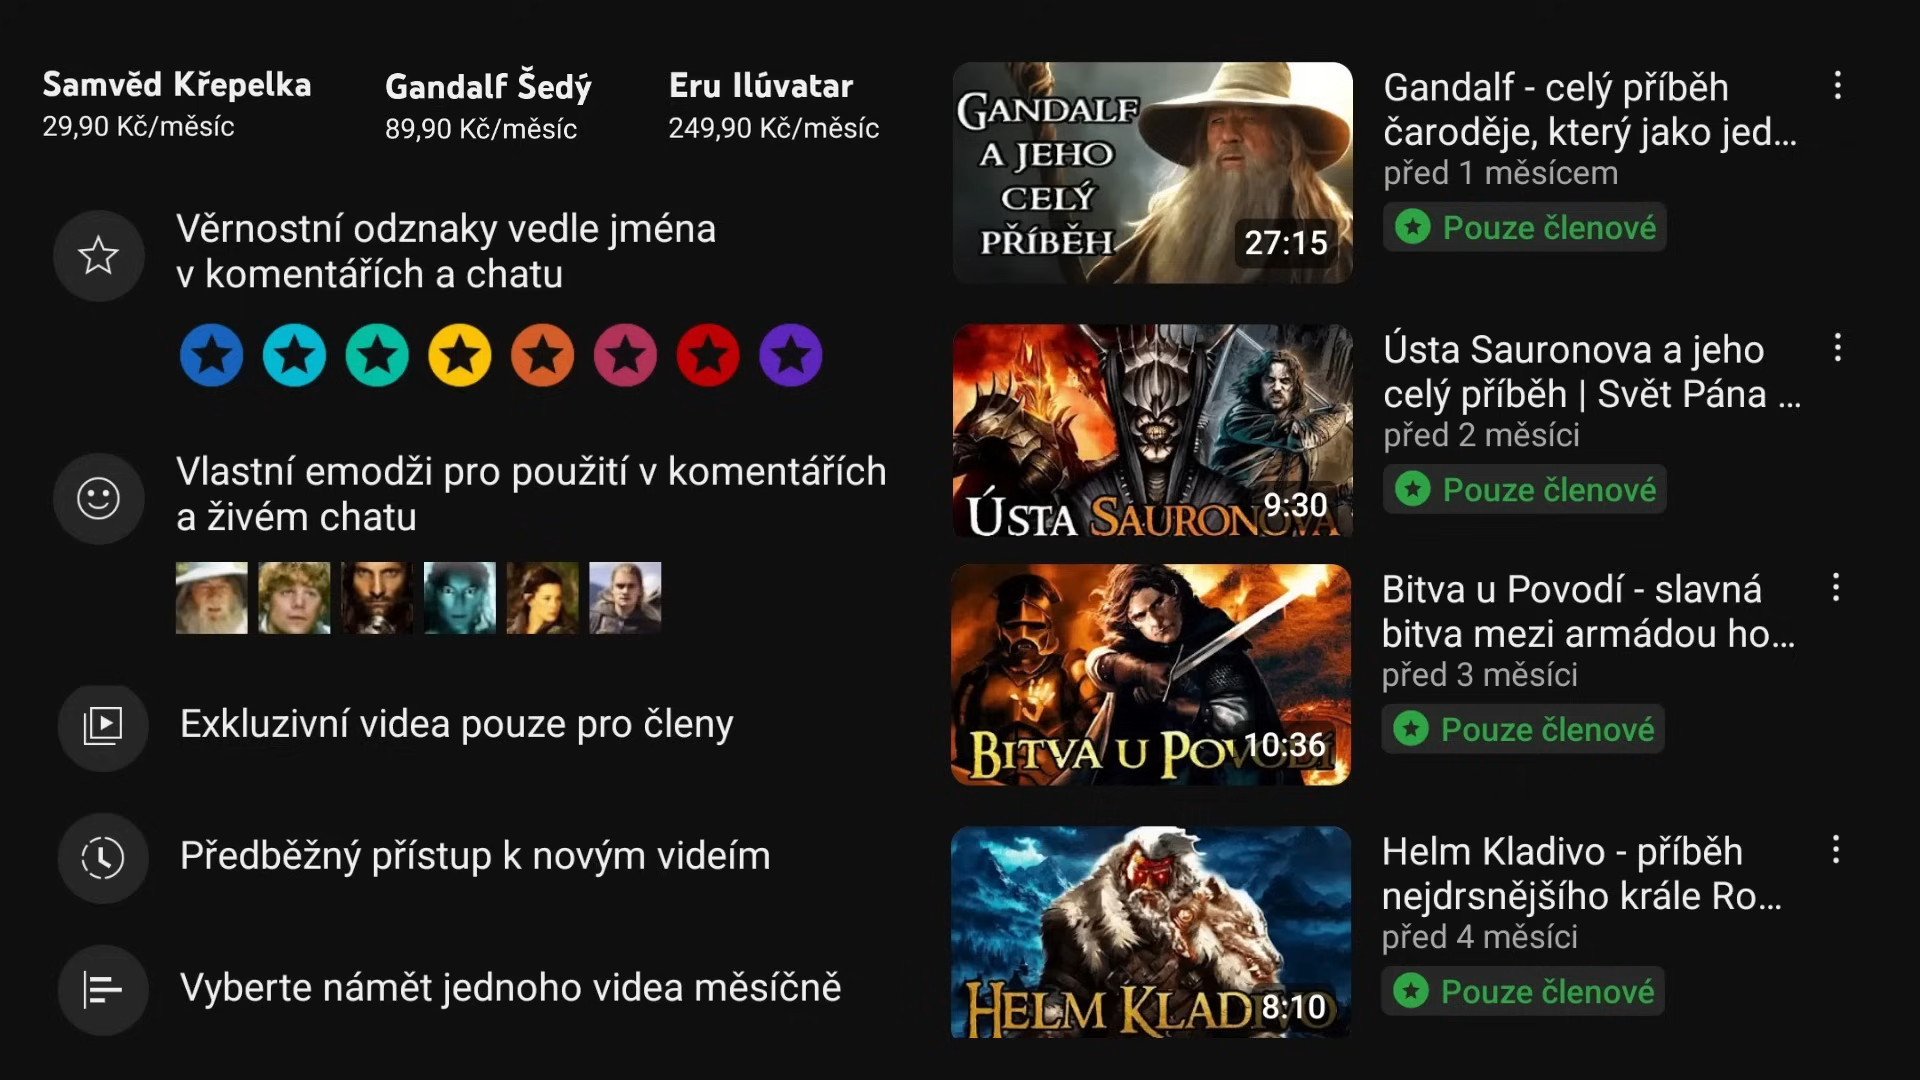 Samvěd Křepelka
29,90 Kč/měsíc
Gandalf Šedý
89,90 Kč/měsíc
Eru Ilúvatar
249,90 Kč/měsíc
Věrnostní odznaky vedle jména
v komentářích a chatu
Vlastní emodži pro použití v komentářích
a živém chatu
Exkluzivní videa pouze pro členy
Předběžný přístup k novým videím
Vyberte námět jednoho videa měsíčně
GANDALF
A JEHO
CELÝ
PŘÍBĚH
27:15
Gandalf - celý příběh
čaroděje, který jako jed...
před 1 měsícem
Pouze členové
ÚSTA SAURONOVA
9:30
Ústa Sauronova a jeho
celý příběh | Svět Pána ...
před 2 měsíci
Pouze členové
BITVA U POVODÍ
10:36
Bitva u Povodí - slavná
bitva mezi armádou ho...
před 3 měsíci
Pouze členové
HELM KLADIVO
8:10
Helm Kladivo - příběh
nejdrsnějšího krále Ro...
před 4 měsíci
Pouze členové